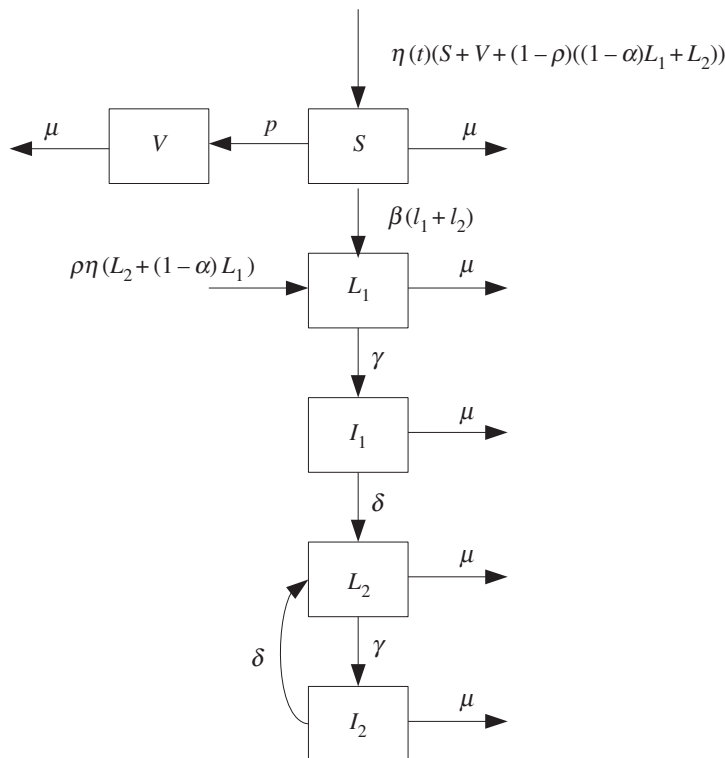 η(t)(S + V + (1 − ρ)((1 − α)L₁ + L₂))
μ
V
p
S
μ
β(l₁ + l₂)
ρη(L₂ + (1 − α)L₁)
L₁
μ
γ
I₁
μ
δ
L₂
μ
δ
γ
I₂
μ